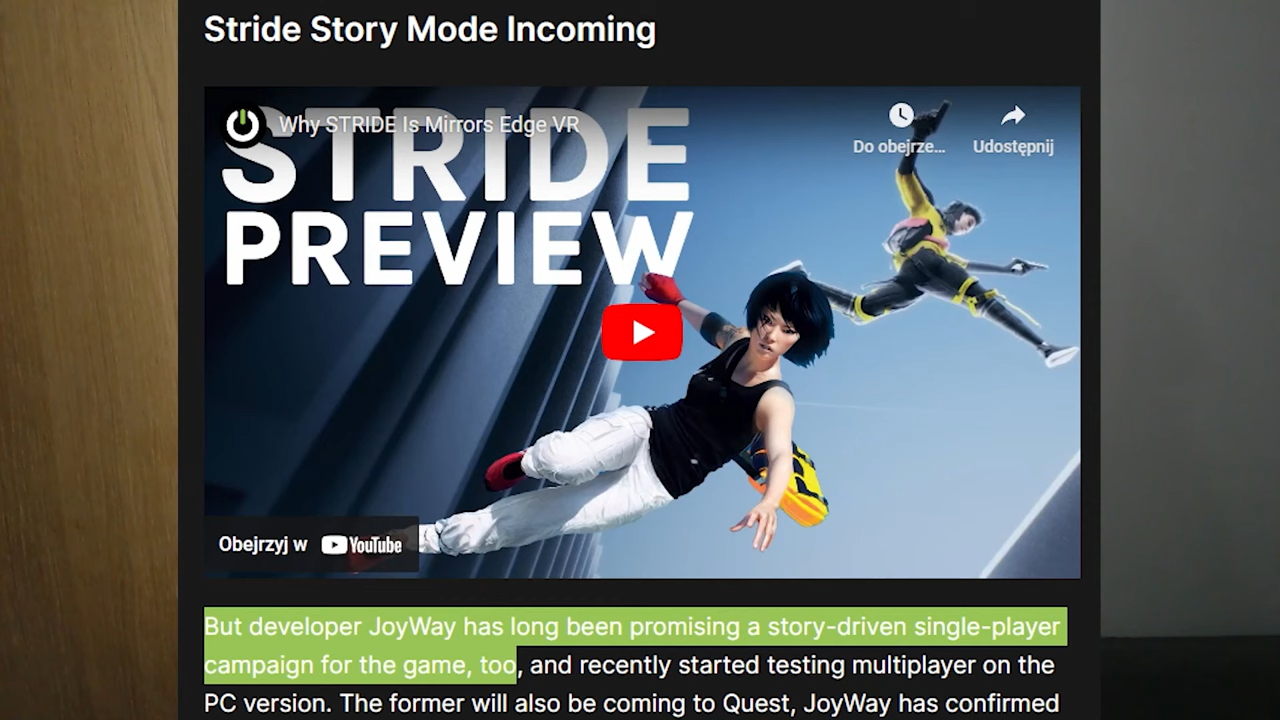 Stride Story Mode Incoming
Why STRIDE Is Mirrors Edge VR
Do obejrze...
Udostępnij
STRIDE
PREVIEW
Obejrzyj w YouTube
But developer JoyWay has long been promising a story-driven single-player
campaign for the game, too, and recently started testing multiplayer on the
PC version. The former will also be coming to Quest, JoyWay has confirmed